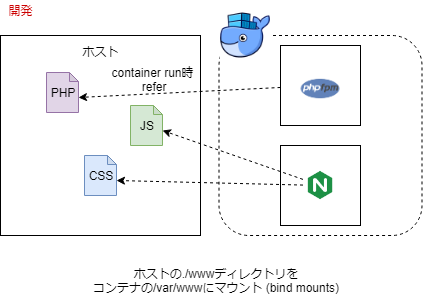 開発
ホスト
container run時
refer
PHP
JS
CSS
php fpm
N
ホストの./wwwディレクトリを
コンテナの/var/wwwにマウント (bind mounts)